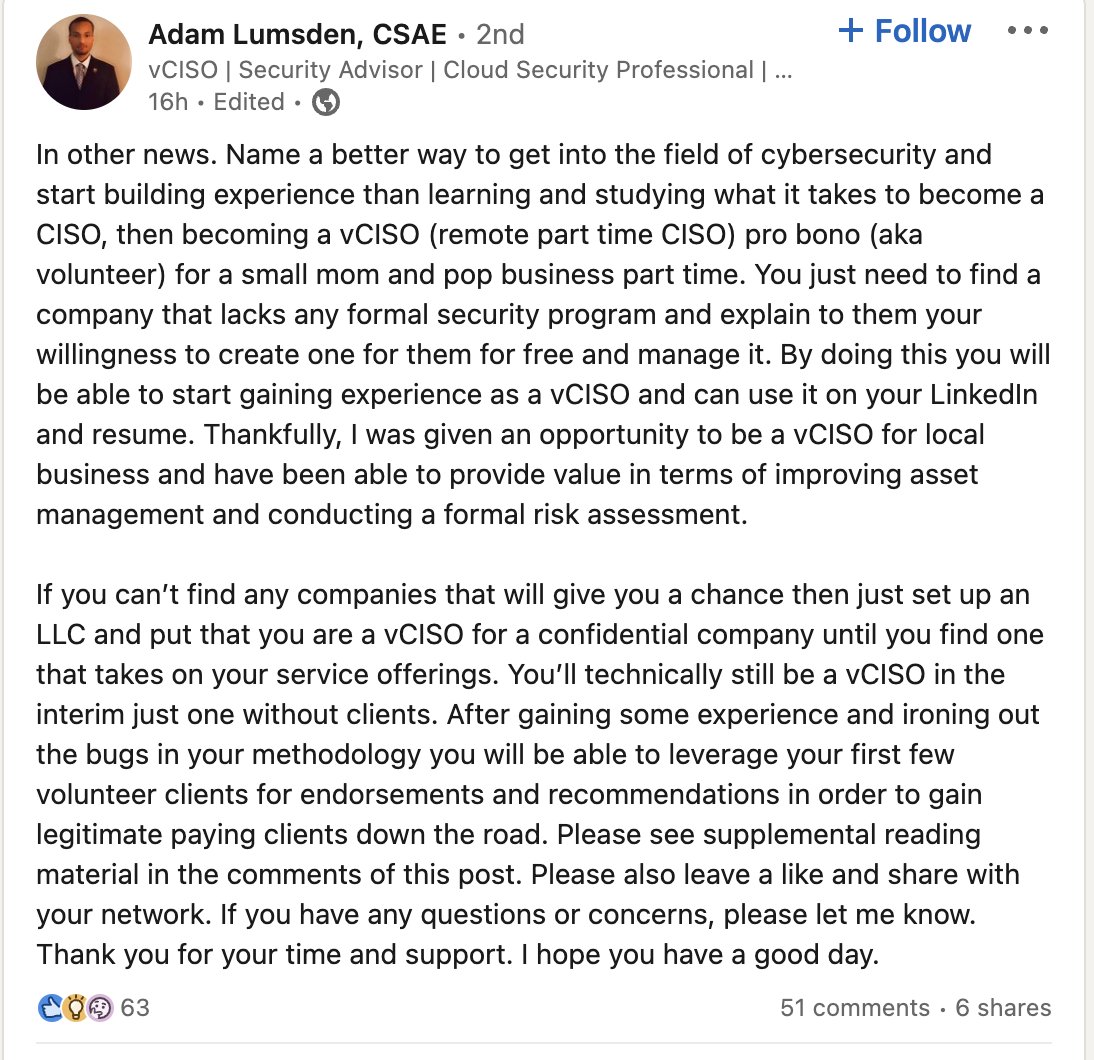 Adam Lumsden, CSAE • 2nd
+ Follow
vCISO | Security Advisor | Cloud Security Professional | ...
16h • Edited •
In other news. Name a better way to get into the field of cybersecurity and
start building experience than learning and studying what it takes to become a
CISO, then becoming a vCISO (remote part time CISO) pro bono (aka
volunteer) for a small mom and pop business part time. You just need to find a
company that lacks any formal security program and explain to them your
willingness to create one for them for free and manage it. By doing this you will
be able to start gaining experience as a vCISO and can use it on your LinkedIn
and resume. Thankfully, I was given an opportunity to be a vCISO for local
business and have been able to provide value in terms of improving asset
management and conducting a formal risk assessment.
If you can’t find any companies that will give you a chance then just set up an
LLC and put that you are a vCISO for a confidential company until you find one
that takes on your service offerings. You’ll technically still be a vCISO in the
interim just one without clients. After gaining some experience and ironing out
the bugs in your methodology you will be able to leverage your first few
volunteer clients for endorsements and recommendations in order to gain
legitimate paying clients down the road. Please see supplemental reading
material in the comments of this post. Please also leave a like and share with
your network. If you have any questions or concerns, please let me know.
Thank you for your time and support. I hope you have a good day.
63
51 comments • 6 shares